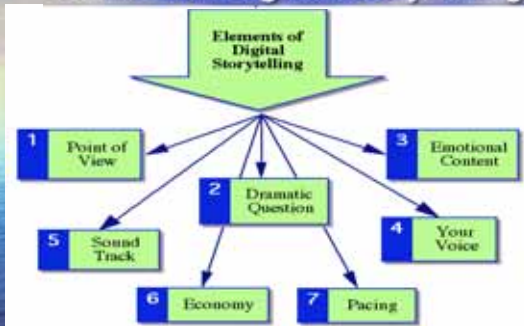 Elements of
Digital
Storytelling
1
Point of
View
2
Dramatic
Question
3
Emotional
Content
4
Your
Voice
5
Sound
Track
6
Economy
7
Pacing